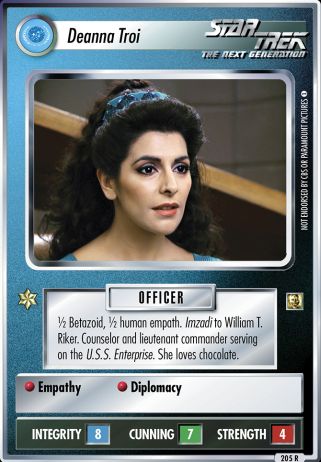 Deanna Troi
STAR TREK
THE NEXT GENERATION
NOT ENDORSED BY CBS OR PARAMOUNT PICTURES
OFFICER
½ Betazoid, ½ human empath. Imzadi to William T.
Riker. Counselor and lieutenant commander serving
on the U.S.S. Enterprise. She loves chocolate.
Empathy
Diplomacy
INTEGRITY 8 CUNNING 7 STRENGTH 4
205 R